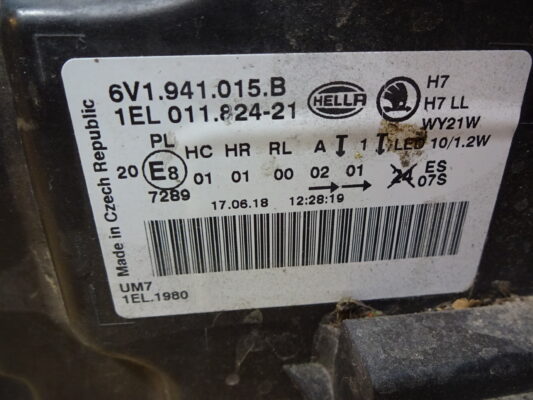 6V1.941.015.B
1EL 011.824-21
HELLA
H7
H7 LL
WY21W
LED 10/1.2W
PL HC HR RL A 1
20 E8 01 01 00 02 01 24 ES
07S
7289
17.06.18 12:28:19
UM7
1EL.1980
Made in Czech Republic